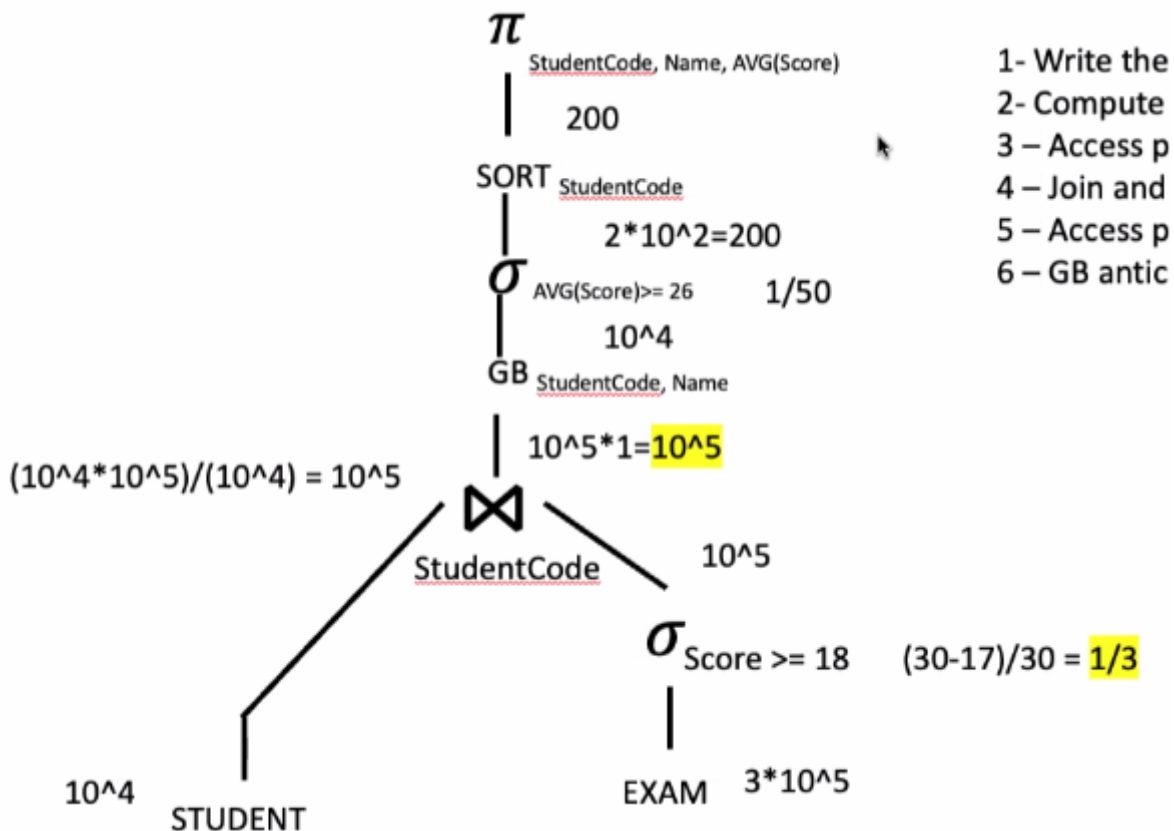 π
StudentCode, Name, AVG(Score)
200
SORT StudentCode
2*10^2=200
σ AVG(Score)>= 26 1/50
10^4
GB StudentCode, Name
10^5*1=10^5
(10^4*10^5)/(10^4) = 10^5
⋈
StudentCode
10^5
σ Score >= 18 (30-17)/30 = 1/3
10^4
STUDENT
EXAM 3*10^5
1- Write the
2- Compute
3 – Access p
4 – Join and
5 – Access p
6 – GB antic